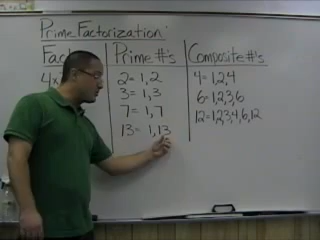 Prime Factorization:
Fact
4x
Prime #'s
2 = 1, 2
3 = 1, 3
7 = 1, 7
13 = 1, 13
Composite #'s
4 = 1, 2, 4
6 = 1, 2, 3, 6
12 = 1, 2, 3, 4, 6, 12